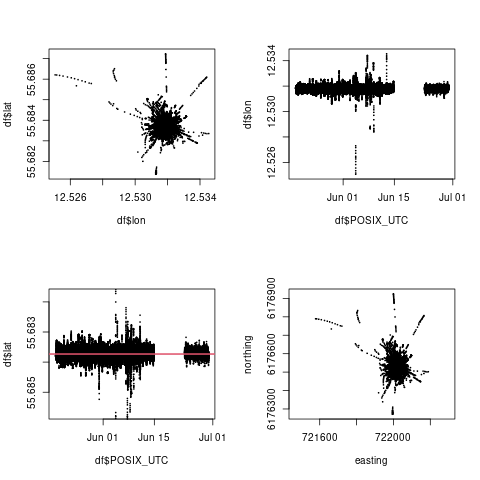 55.682 55.684 55.686
df$lat
12.526 12.530 12.534
df$lon
12.526 12.530 12.534
df$lon
Jun 01 Jun 15 Jul 01
df$POSIX_UTC
55.683 55.685
df$lat
Jun 01 Jun 15 Jul 01
df$POSIX_UTC
6176300 6176600 6176900
northing
721600 722000
easting